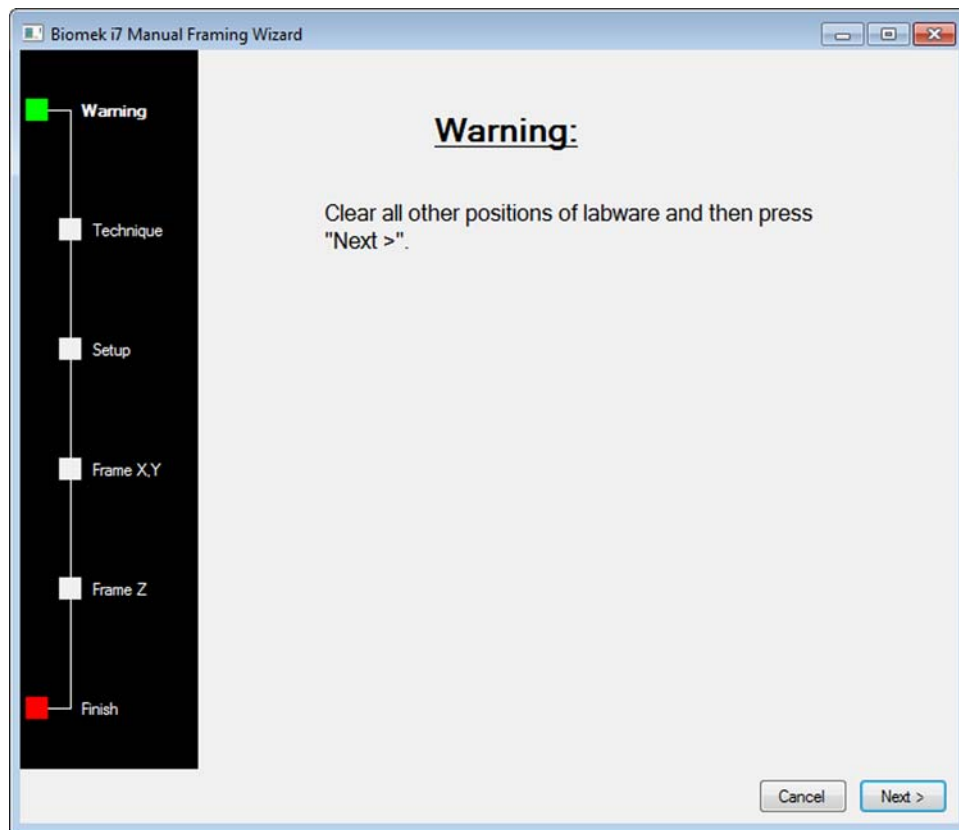 Biomek i7 Manual Framing Wizard
Warning
Technique
Setup
Frame X,Y
Frame Z
Finish
Warning:
Clear all other positions of labware and then press
"Next >".
Cancel
Next >